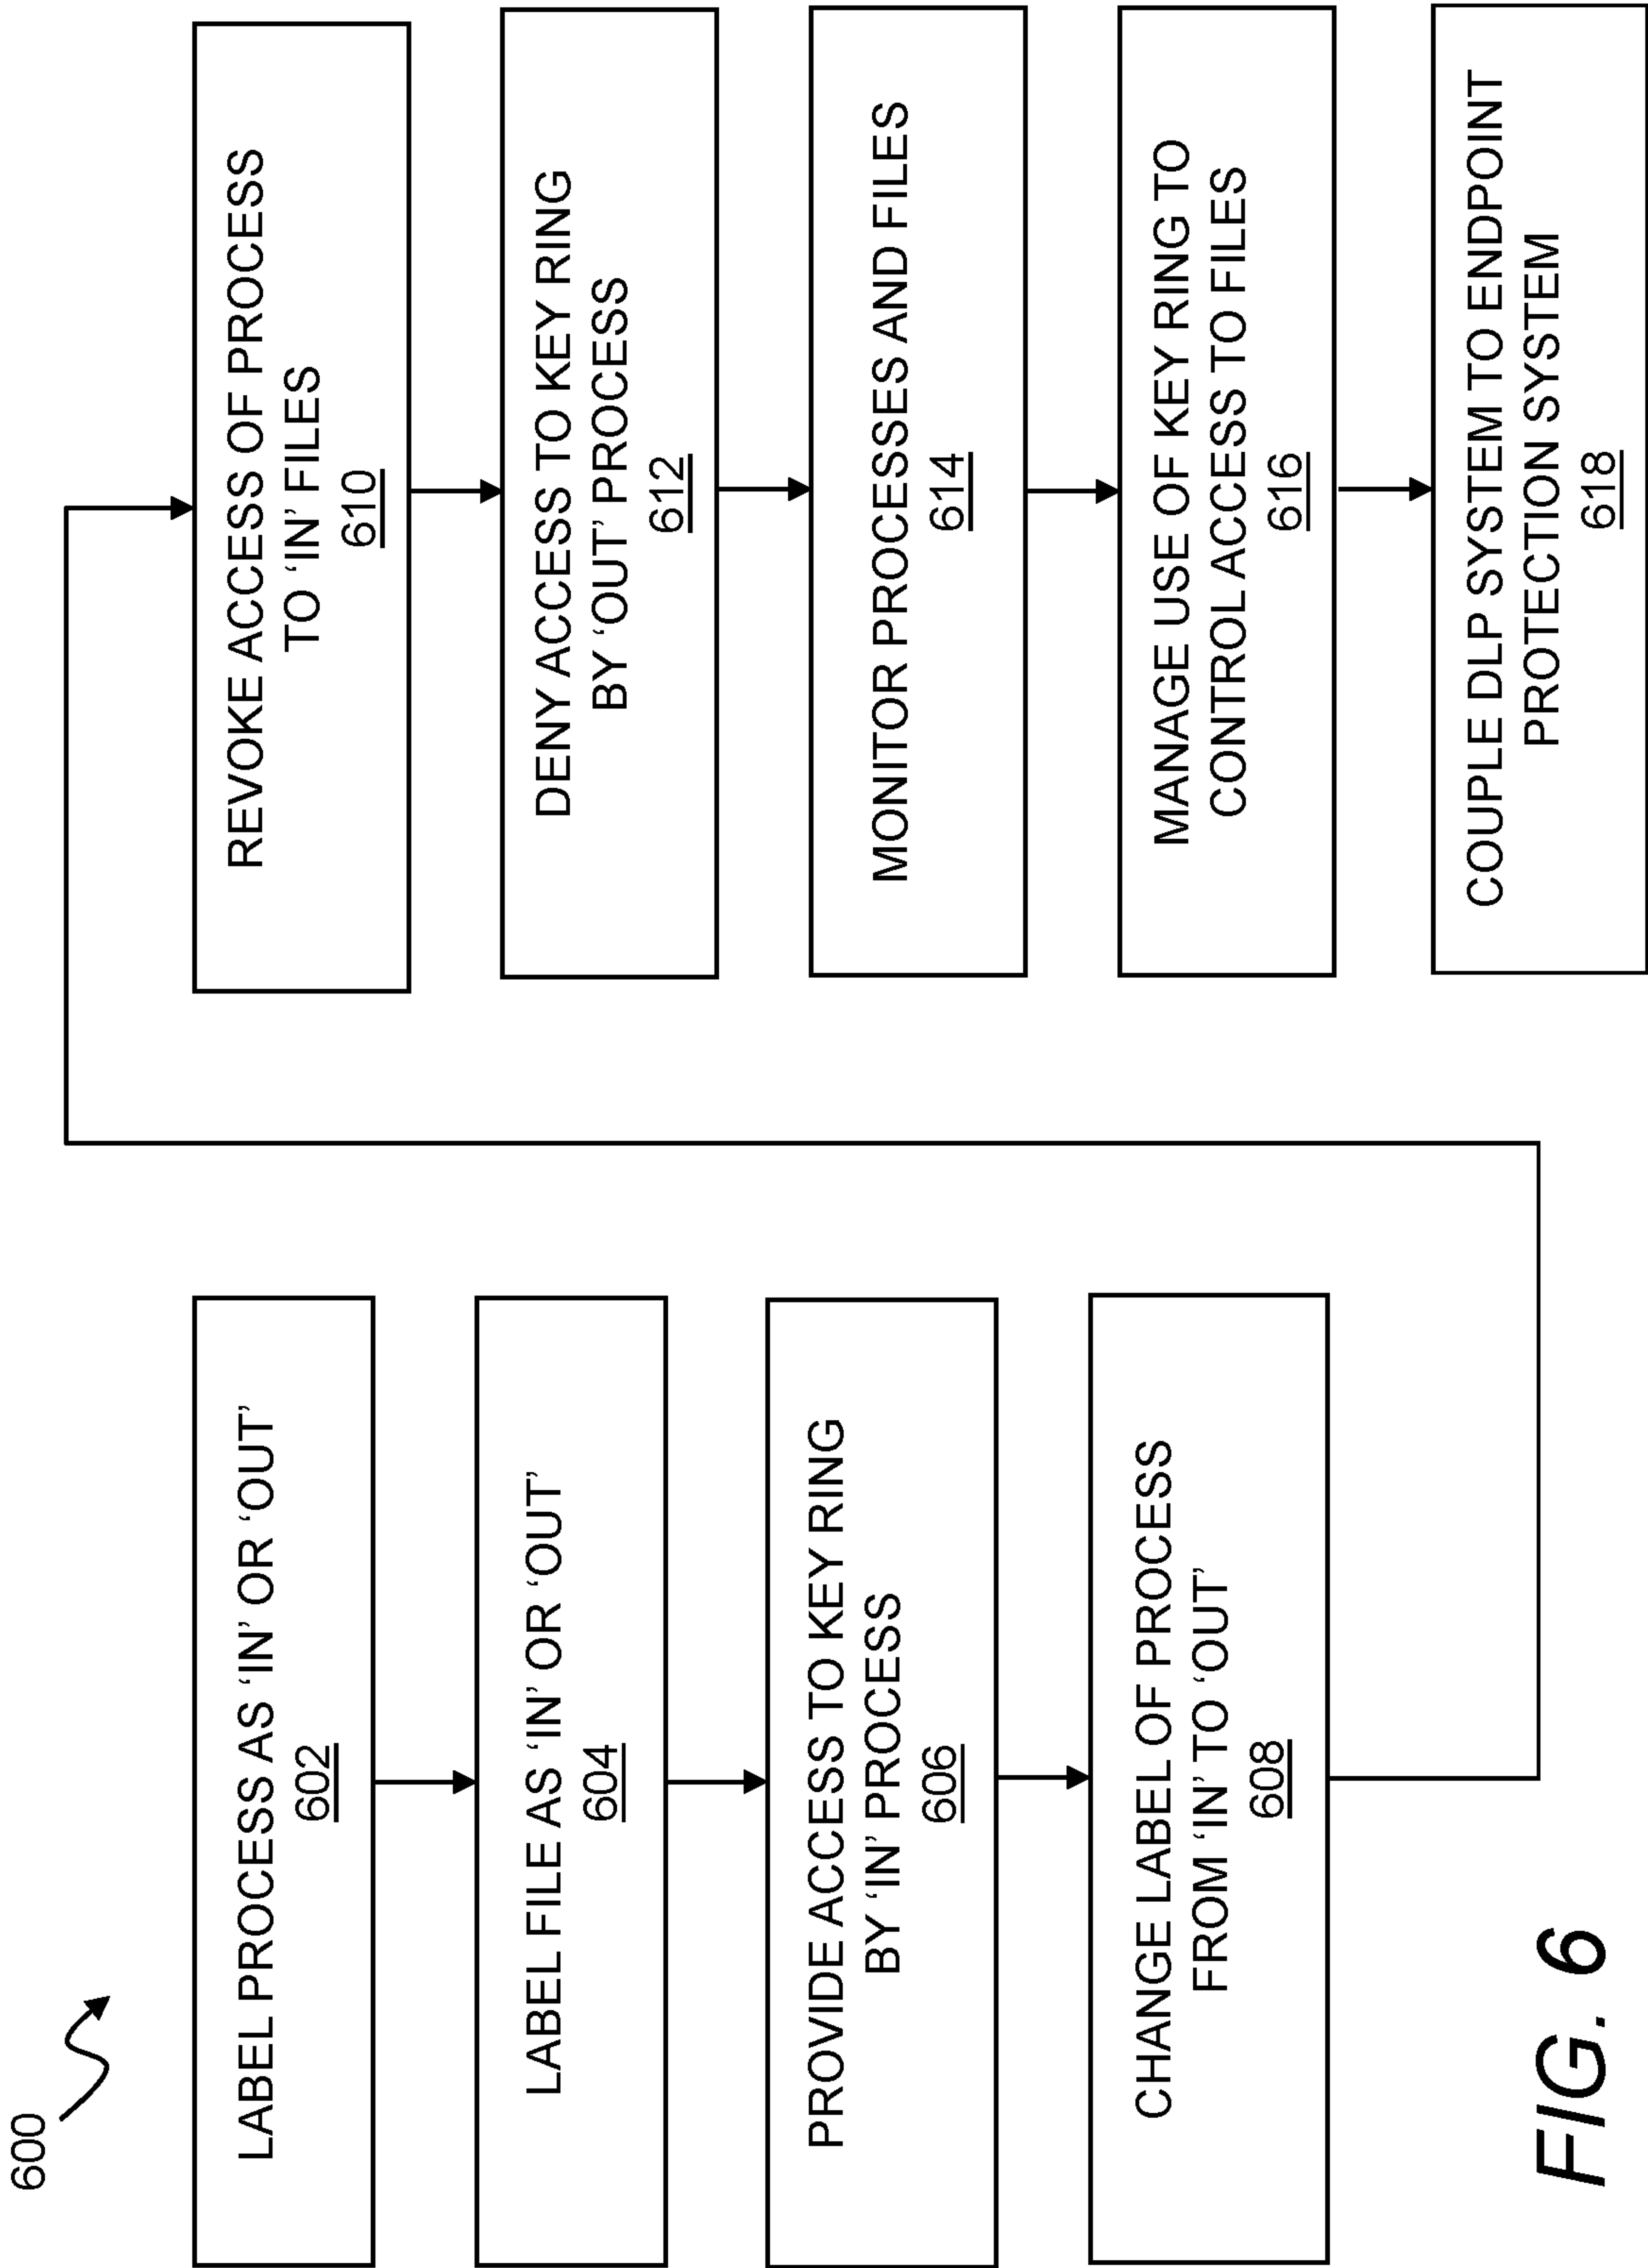 600
LABEL PROCESS AS ‘IN’ OR ‘OUT’
602
LABEL FILE AS ‘IN’ OR ‘OUT’
604
PROVIDE ACCESS TO KEY RING
BY ‘IN’ PROCESS
606
CHANGE LABEL OF PROCESS
FROM ‘IN’ TO ‘OUT’
608
REVOKE ACCESS OF PROCESS
TO ‘IN’ FILES
610
DENY ACCESS TO KEY RING
BY ‘OUT’ PROCESS
612
MONITOR PROCESSES AND FILES
614
MANAGE USE OF KEY RING TO
CONTROL ACCESS TO FILES
616
COUPLE DLP SYSTEM TO ENDPOINT
PROTECTION SYSTEM
618
FIG. 6